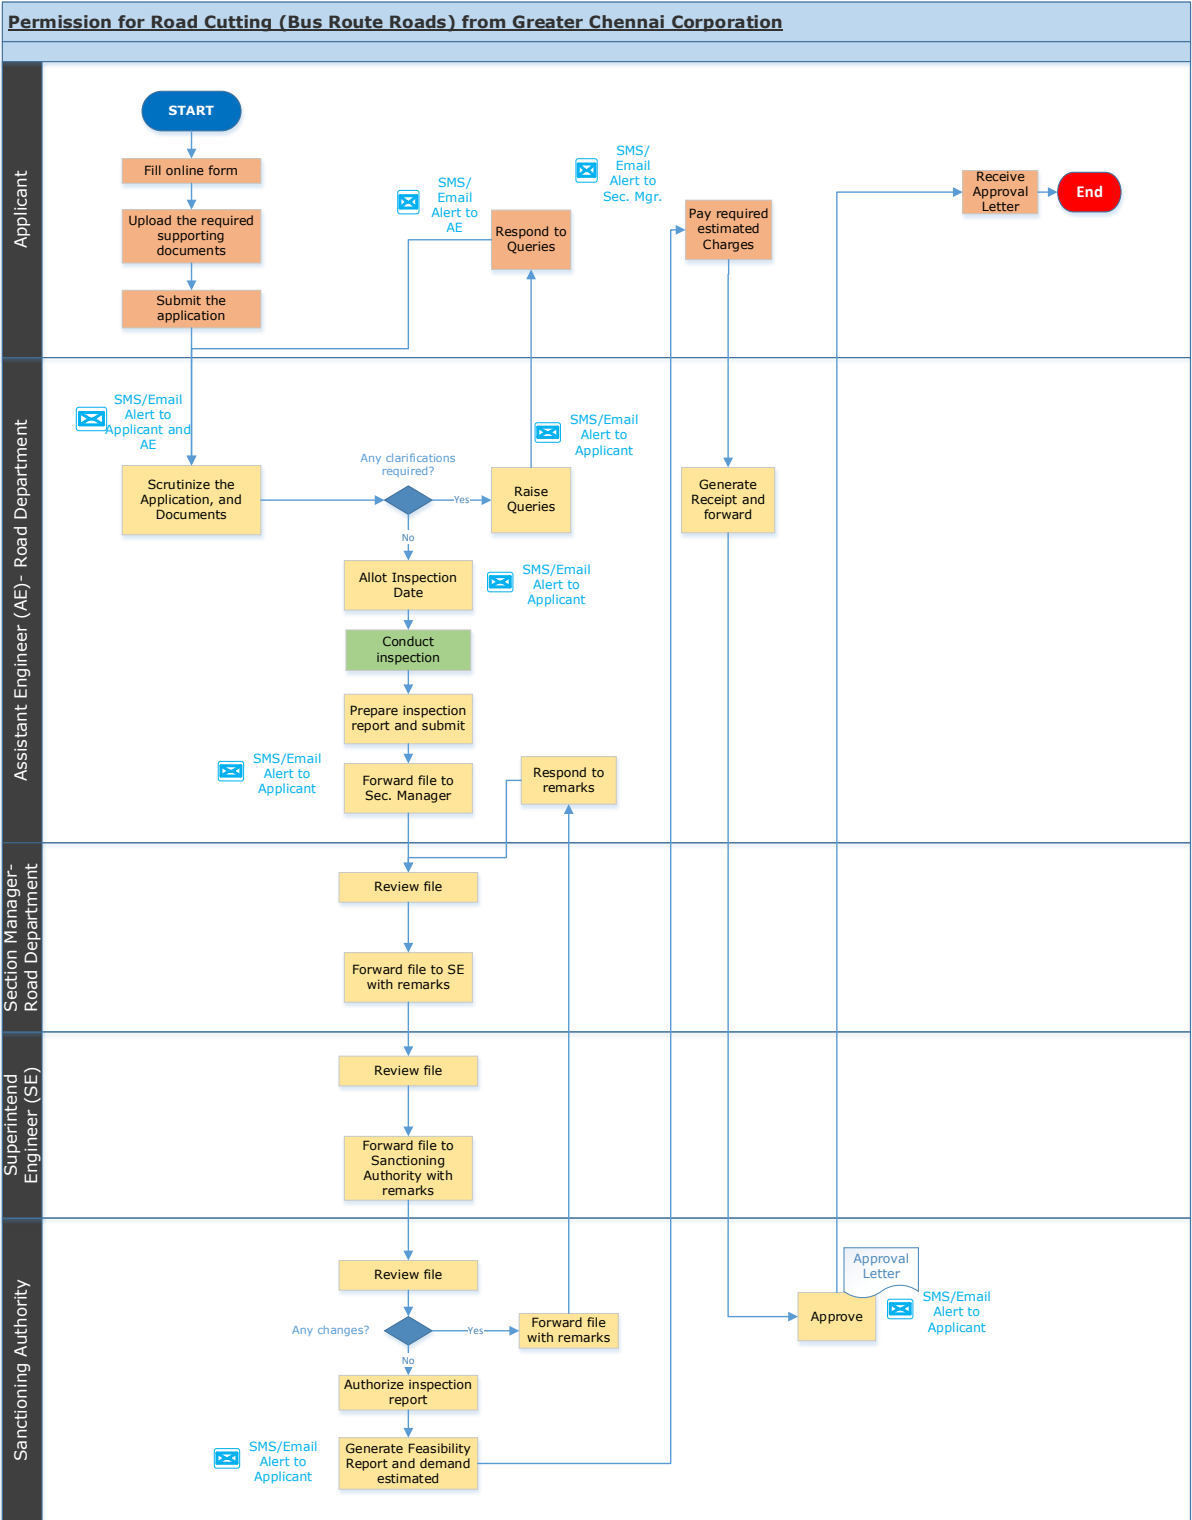 Permission for Road Cutting (Bus Route Roads) from Greater Chennai Corporation
Applicant
START
Fill online form
Upload the required
supporting
documents
Submit the
application
SMS/
Email
Alert to
AE
Respond to
Queries
SMS/
Email
Alert to
Sec. Mgr.
Pay required
estimated
Charges
Receive
Approval
Letter
End
Assistant Engineer (AE)- Road Department
SMS/Email
Alert to
Applicant and
AE
Scrutinize the
Application, and
Documents
Any clarifications
required?
Yes
No
SMS/Email
Alert to
Applicant
Raise
Queries
Generate
Receipt and
forward
Allot Inspection
Date
SMS/Email
Alert to
Applicant
Conduct
inspection
Prepare inspection
report and submit
SMS/Email
Alert to
Applicant
Forward file to
Sec. Manager
Respond to
remarks
Section Manager-
Road Department
Review file
Forward file to SE
with remarks
Superintend
Engineer (SE)
Review file
Forward file to
Sanctioning
Authority with
remarks
Sanctioning Authority
Review file
Any changes?
Yes
No
Forward file
with remarks
Authorize inspection
report
SMS/Email
Alert to
Applicant
Generate Feasibility
Report and demand
estimated
Approval
Letter
Approve
SMS/Email
Alert to
Applicant